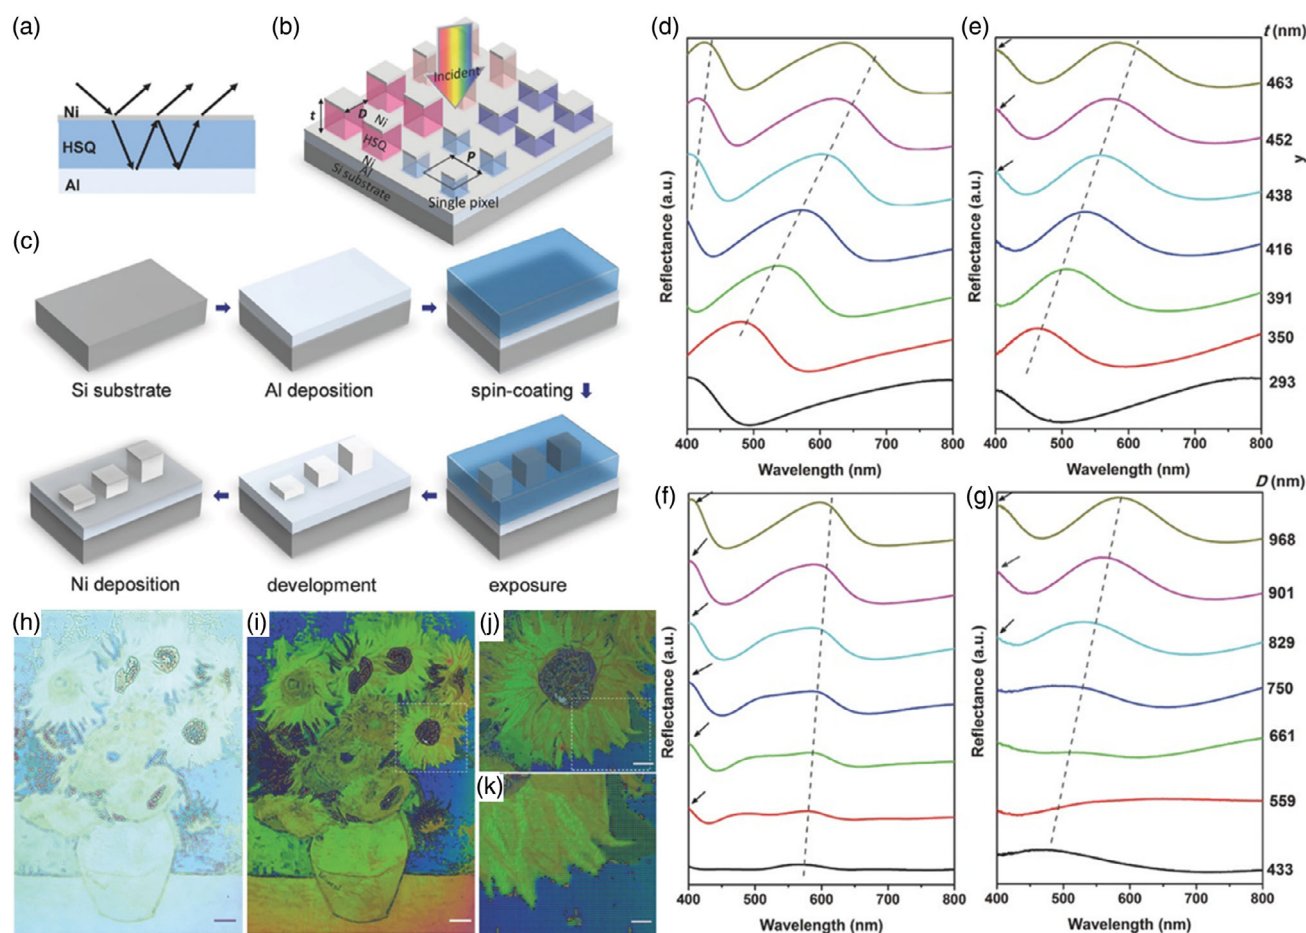 (a)
Ni
HSQ
Al
(b)
Incident
t
D
Ni
HSQ
Ni
Al
Si substrate
P
Single pixel
(c)
Si substrate
Al deposition
spin-coating
Ni deposition
development
exposure
(d)
Reflectance (a.u.)
400 500 600 700 800
Wavelength (nm)
(e)
t (nm)
463
452
y
438
416
391
350
293
Reflectance (a.u.)
400 500 600 700 800
Wavelength (nm)
(f)
Reflectance (a.u.)
400 500 600 700 800
Wavelength (nm)
(g)
D (nm)
968
901
829
750
661
559
433
Reflectance (a.u.)
400 500 600 700 800
Wavelength (nm)
(h)
(i)
(j)
(k)